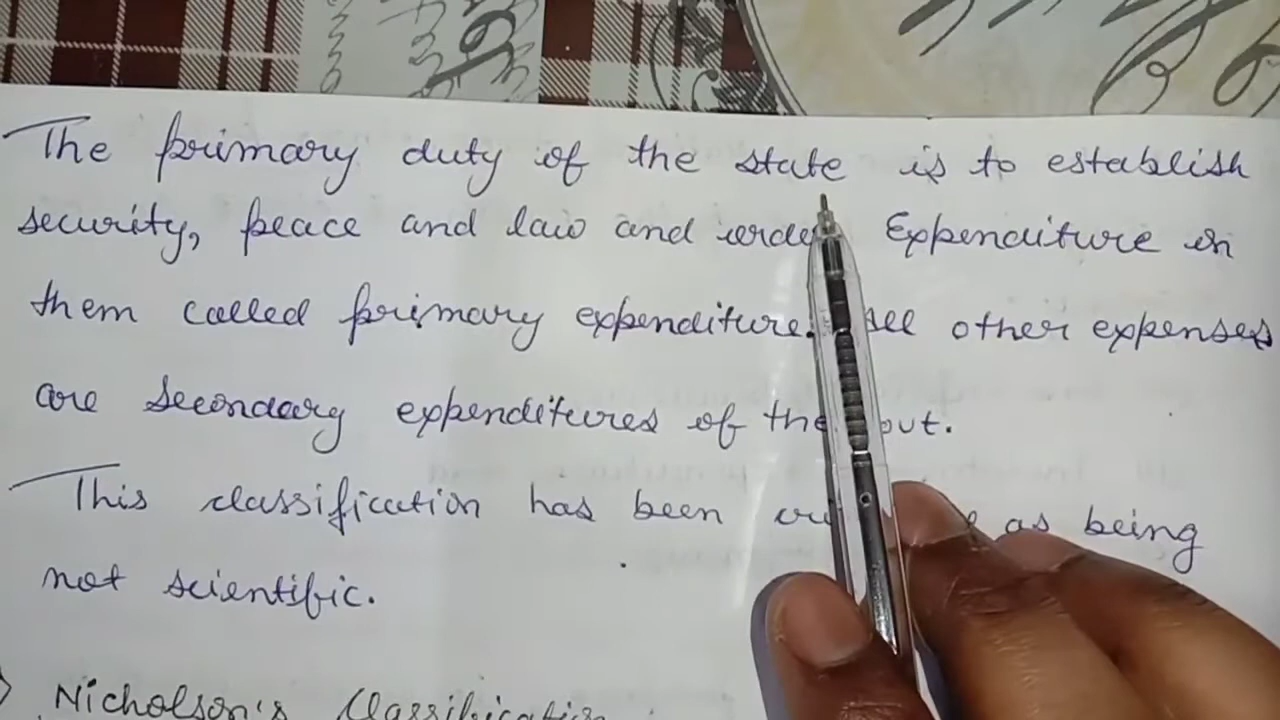 The primary duty of the state is to establish
security, peace and law and order Expenditure on
them called primary expenditure. All other expenses
are secondary expenditures of the out.
This classification has been as being
not scientific.
Nicholson's Classification